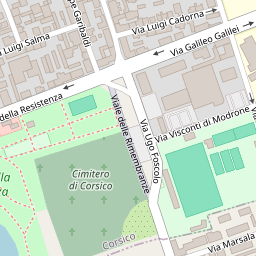 Via Luigi Cadorna
Garibaldi
Via Galileo Galilei
Luigi Salma
della Resistenza
Viale delle Rimembranze
Via Ugo Foscolo
Via Visconti di Modrone
Cimitero
di Corsico
Corsico
Via Marsala